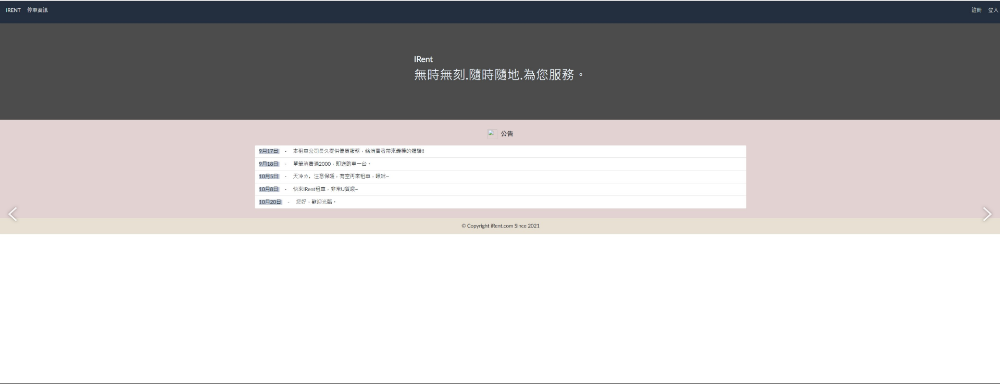 IRENT 停車資訊 註冊 登入
IRent
無時無刻.隨時隨地.為您服務。
公告
9月17日 - 本租車公司長久提供優質服務，給消費者帶來最棒的體驗!!
9月18日 - 單筆消費滿2000，即送跑車一台。
10月5日 - 天冷ㄌ，注意保暖，有空再來租車，啾咪~
10月8日 - 快來IRent租車，非常U質哦~
10月20日 - 您好，歡迎光臨。
© Copyright iRent.com Since 2021